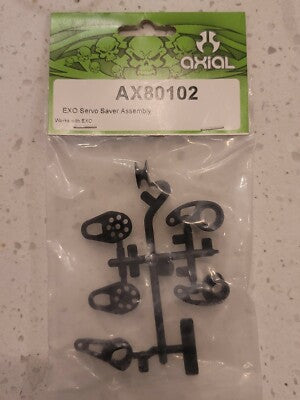 AXIAL
AX80102
EXO Servo Saver Assembly
Works with EXO